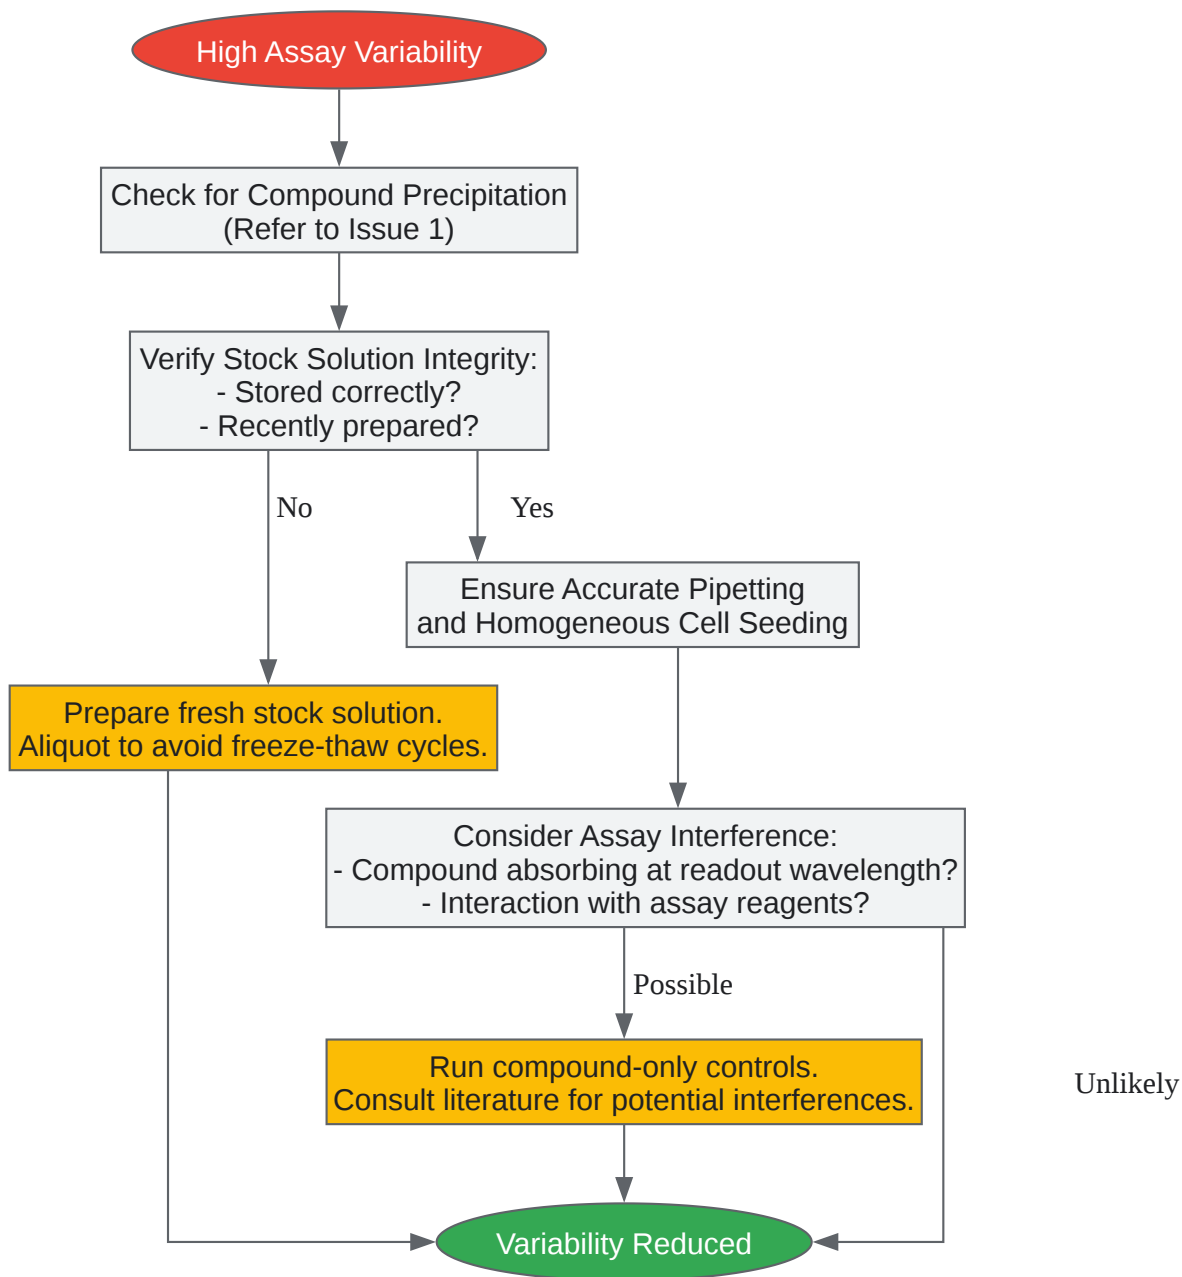 High Assay Variability
Check for Compound Precipitation
(Refer to Issue 1)
Verify Stock Solution Integrity:
- Stored correctly?
- Recently prepared?
No
Yes
Ensure Accurate Pipetting
and Homogeneous Cell Seeding
Prepare fresh stock solution.
Aliquot to avoid freeze-thaw cycles.
Consider Assay Interference:
- Compound absorbing at readout wavelength?
- Interaction with assay reagents?
Possible
Unlikely
Run compound-only controls.
Consult literature for potential interferences.
Variability Reduced